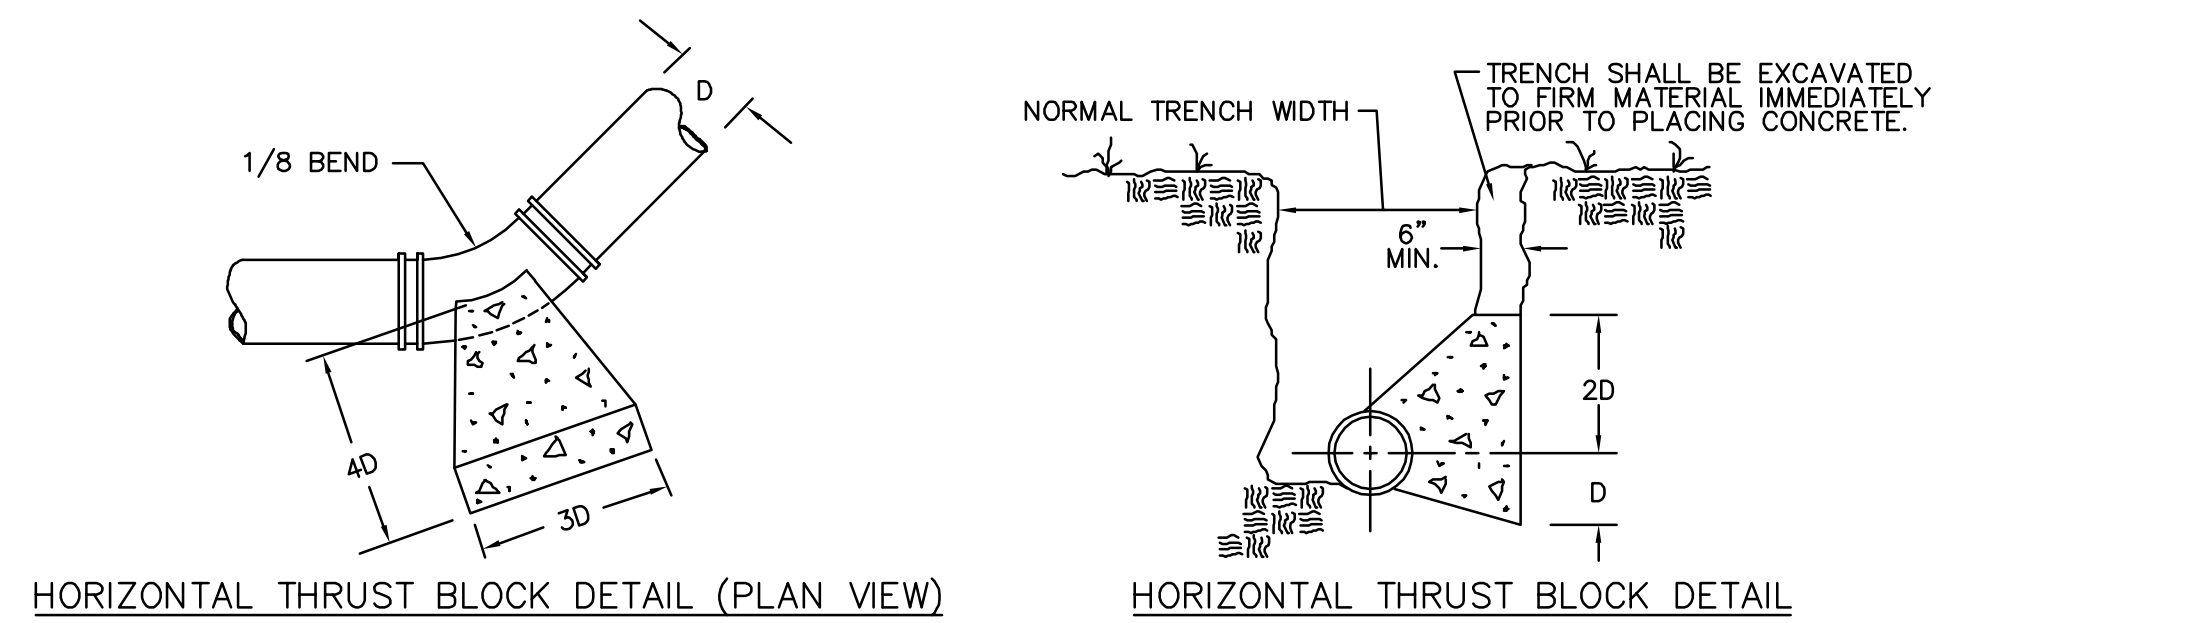 D
1/8 BEND
4D
3D
HORIZONTAL THRUST BLOCK DETAIL (PLAN VIEW)
TRENCH SHALL BE EXCAVATED
TO FIRM MATERIAL IMMEDIATELY
PRIOR TO PLACING CONCRETE.
NORMAL TRENCH WIDTH
6”
MIN.
2D
D
HORIZONTAL THRUST BLOCK DETAIL